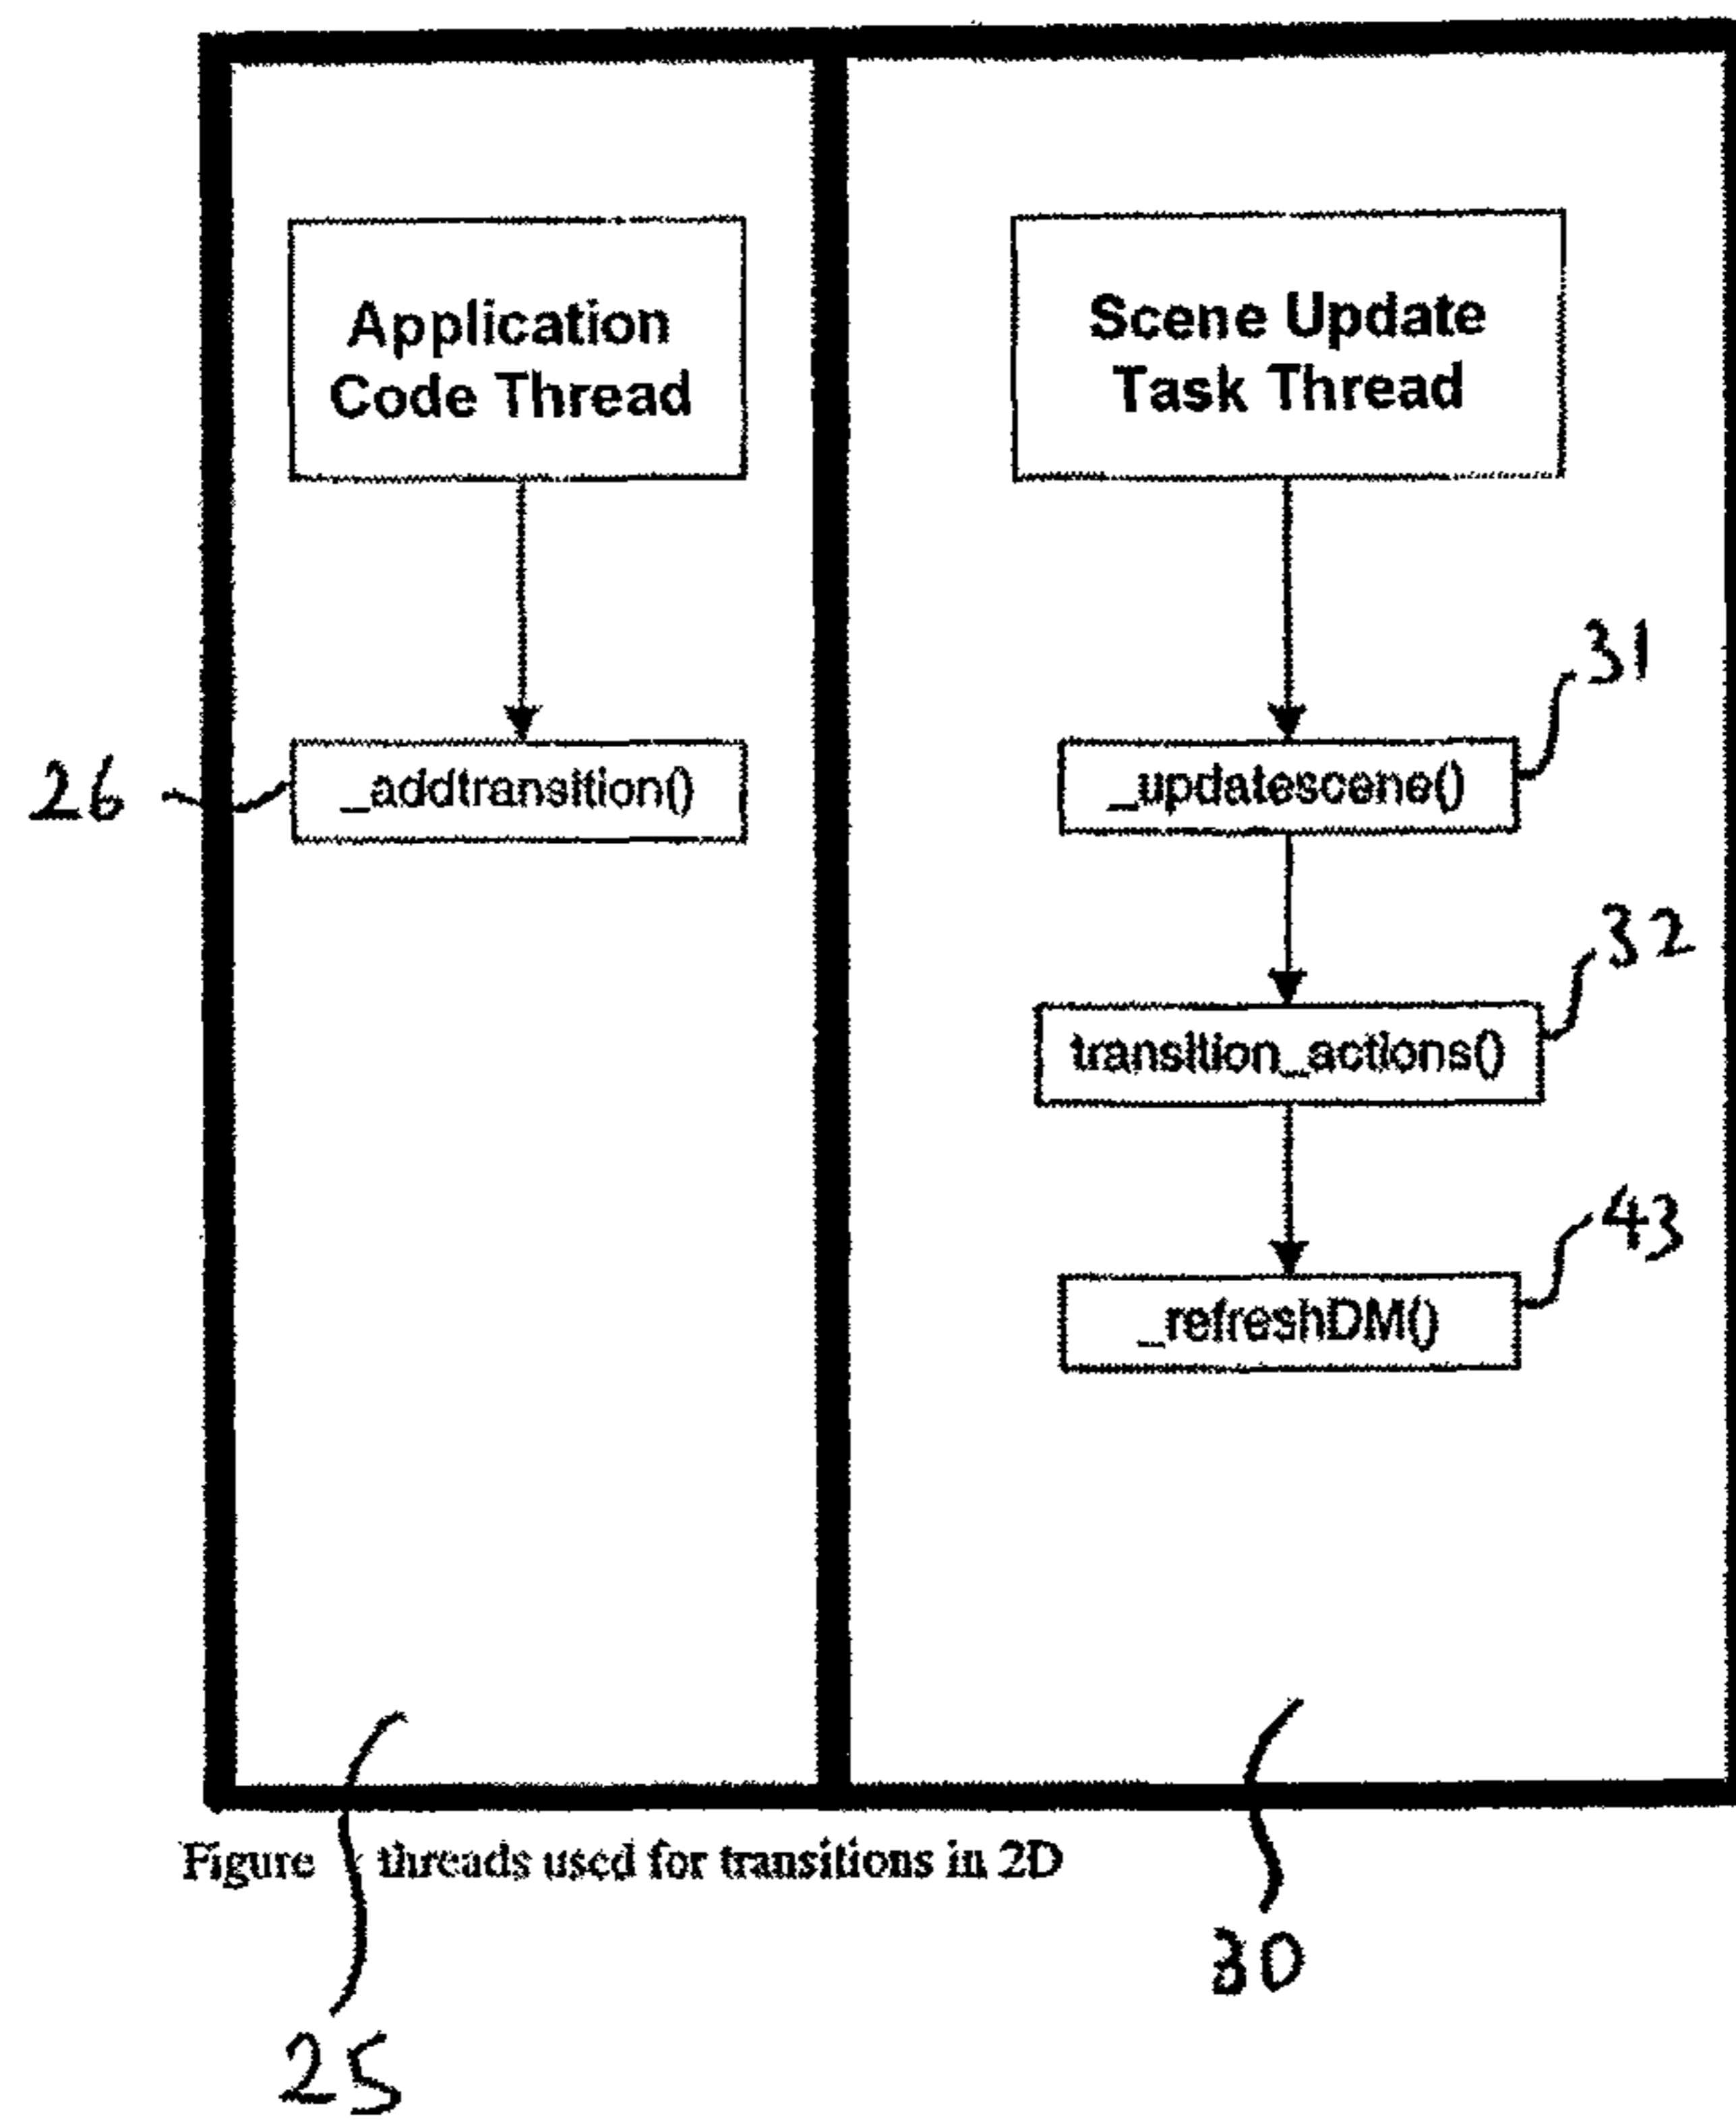 Application
Code Thread
Scene Update
Task Thread
31
26
_addtransition()
_updatescene()
32
transition_actions()
43
_refreshDM()
Figure : threads used for transitions in 2D
30
25